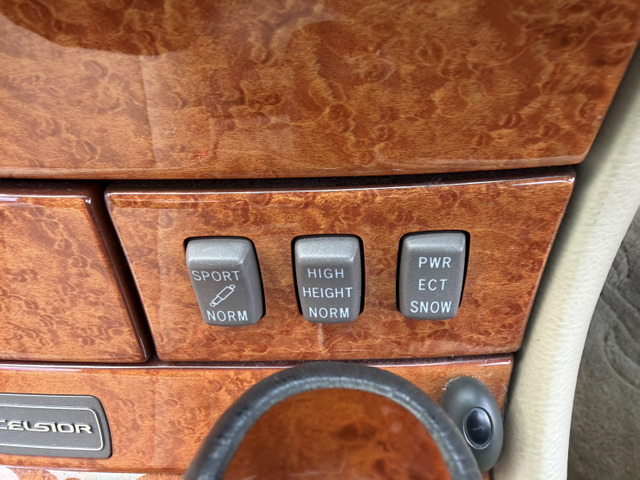 SPORT
NORM
HIGH
HEIGHT
NORM
PWR
ECT
SNOW
CELSIOR